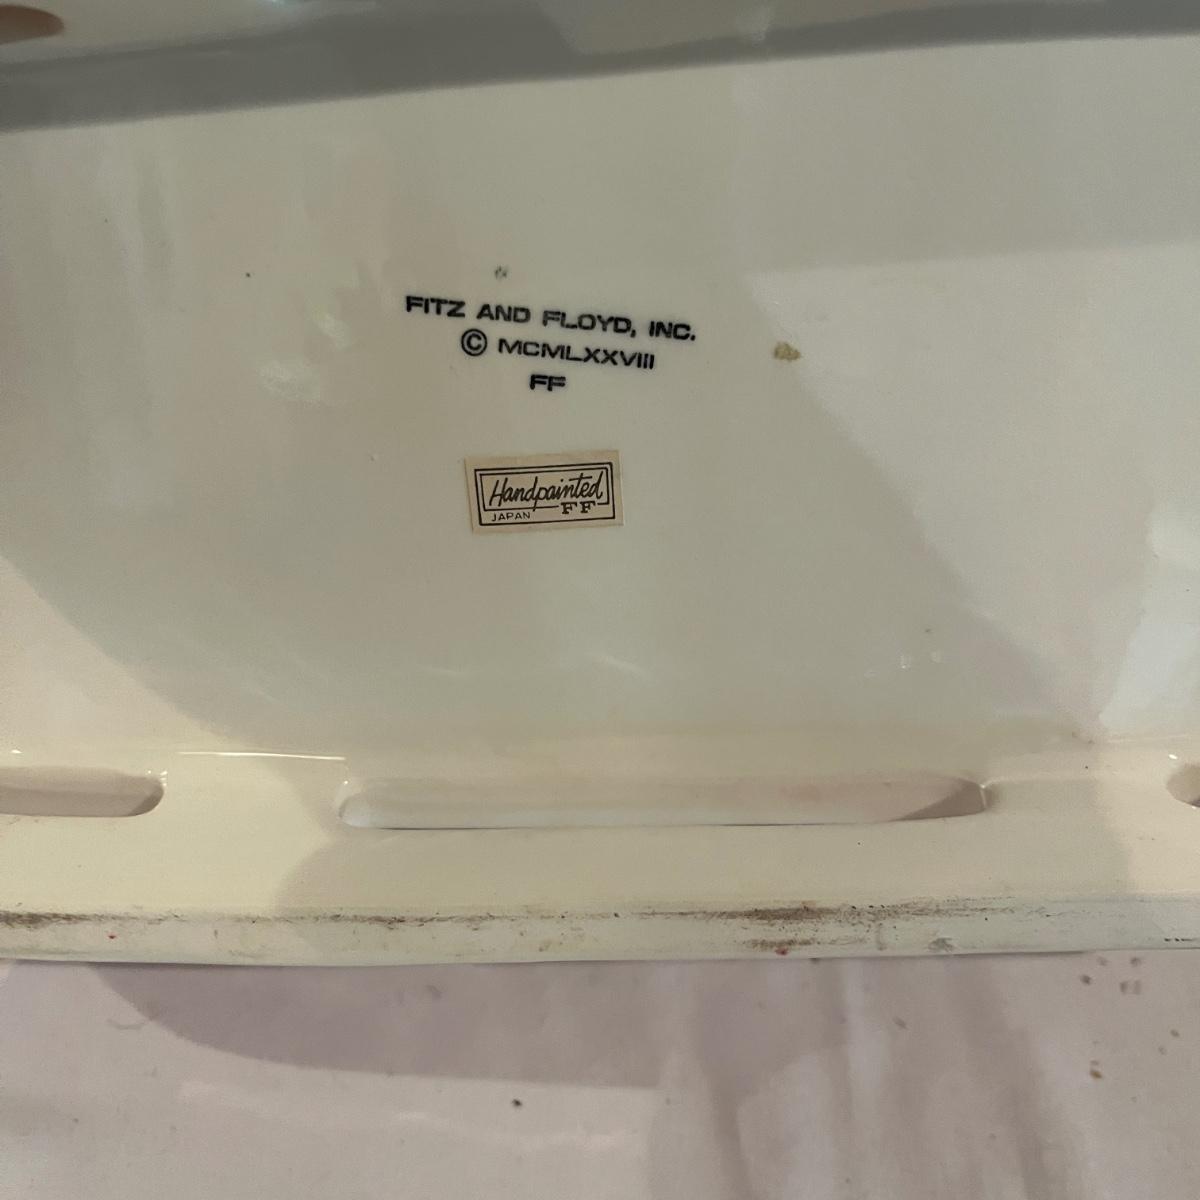 FITZ AND FLOYD, INC.
© MCMLXXVIII
FF
Handpainted
JAPAN FF